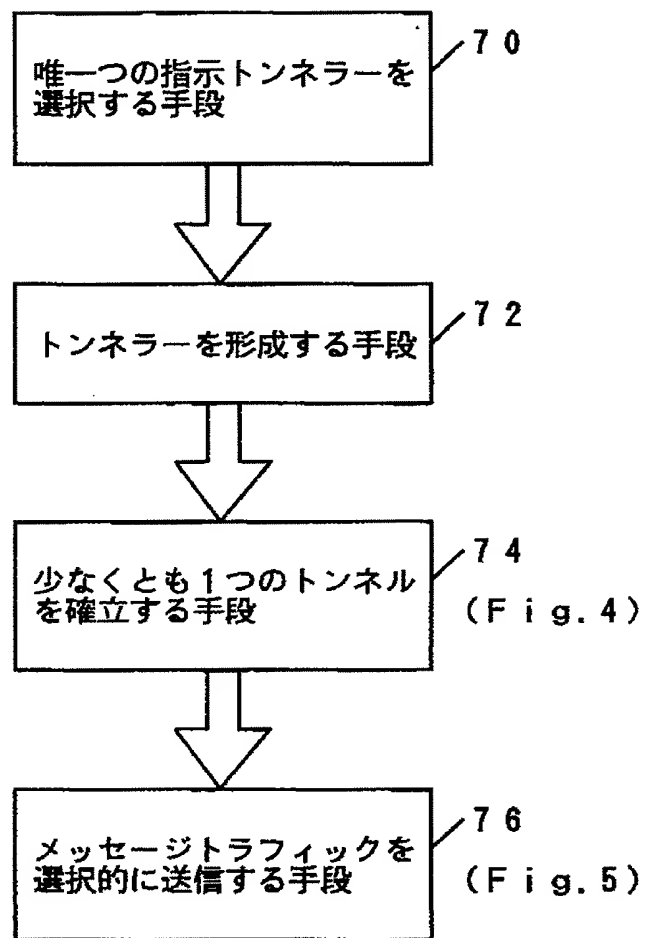 70
唯一つの指示トンネラーを
選択する手段
72
トンネラーを形成する手段
74
少なくとも1つのトンネル
を確立する手段
(Fig.4)
76
メッセージトラフィックを
選択的に送信する手段
(Fig.5)